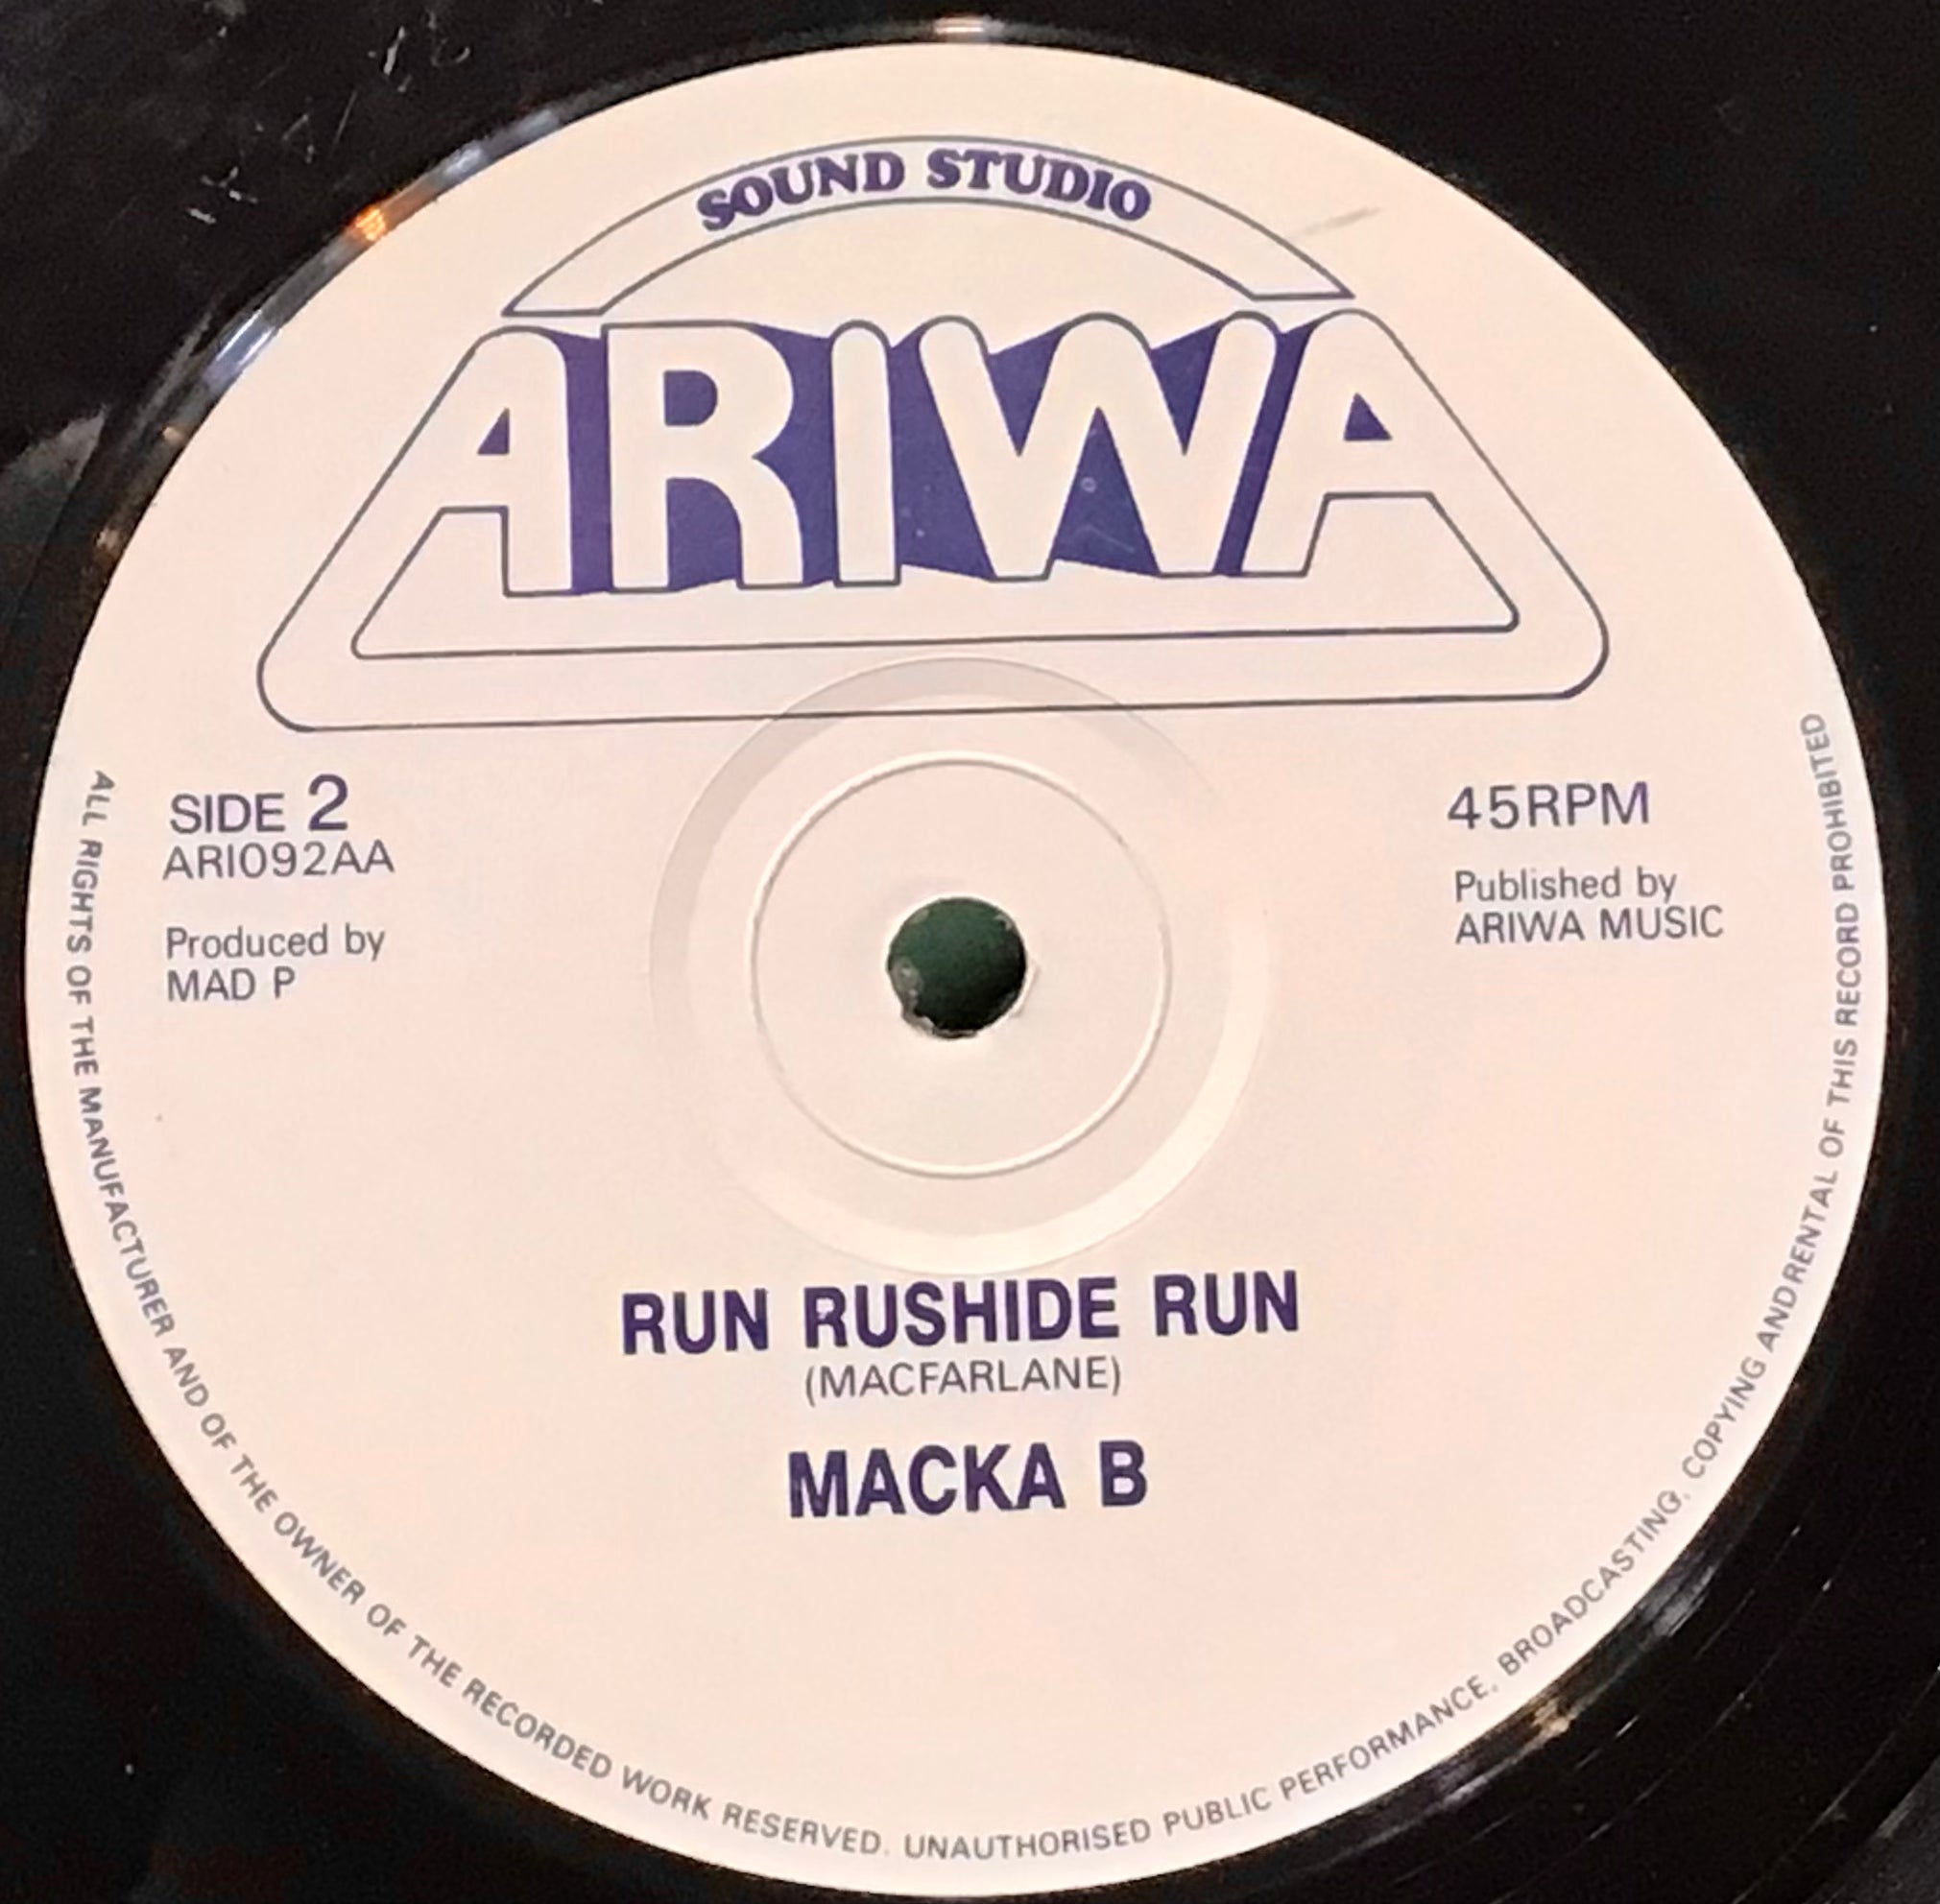 SOUND STUDIO
ARIWA
SIDE 2
ARI092AA
Produced by
MAD P
45RPM
Published by
ARIWA MUSIC
RUN RUSHIDE RUN
(MACFARLANE)
MACKA B
ALL RIGHTS OF THE MANUFACTURER AND OF THE OWNER OF THE RECORDED WORK RESERVED. UNAUTHORISED PUBLIC PERFORMANCE, BROADCASTING, COPYING ANDRENTAL OF THIS RECORD PROHIBITED